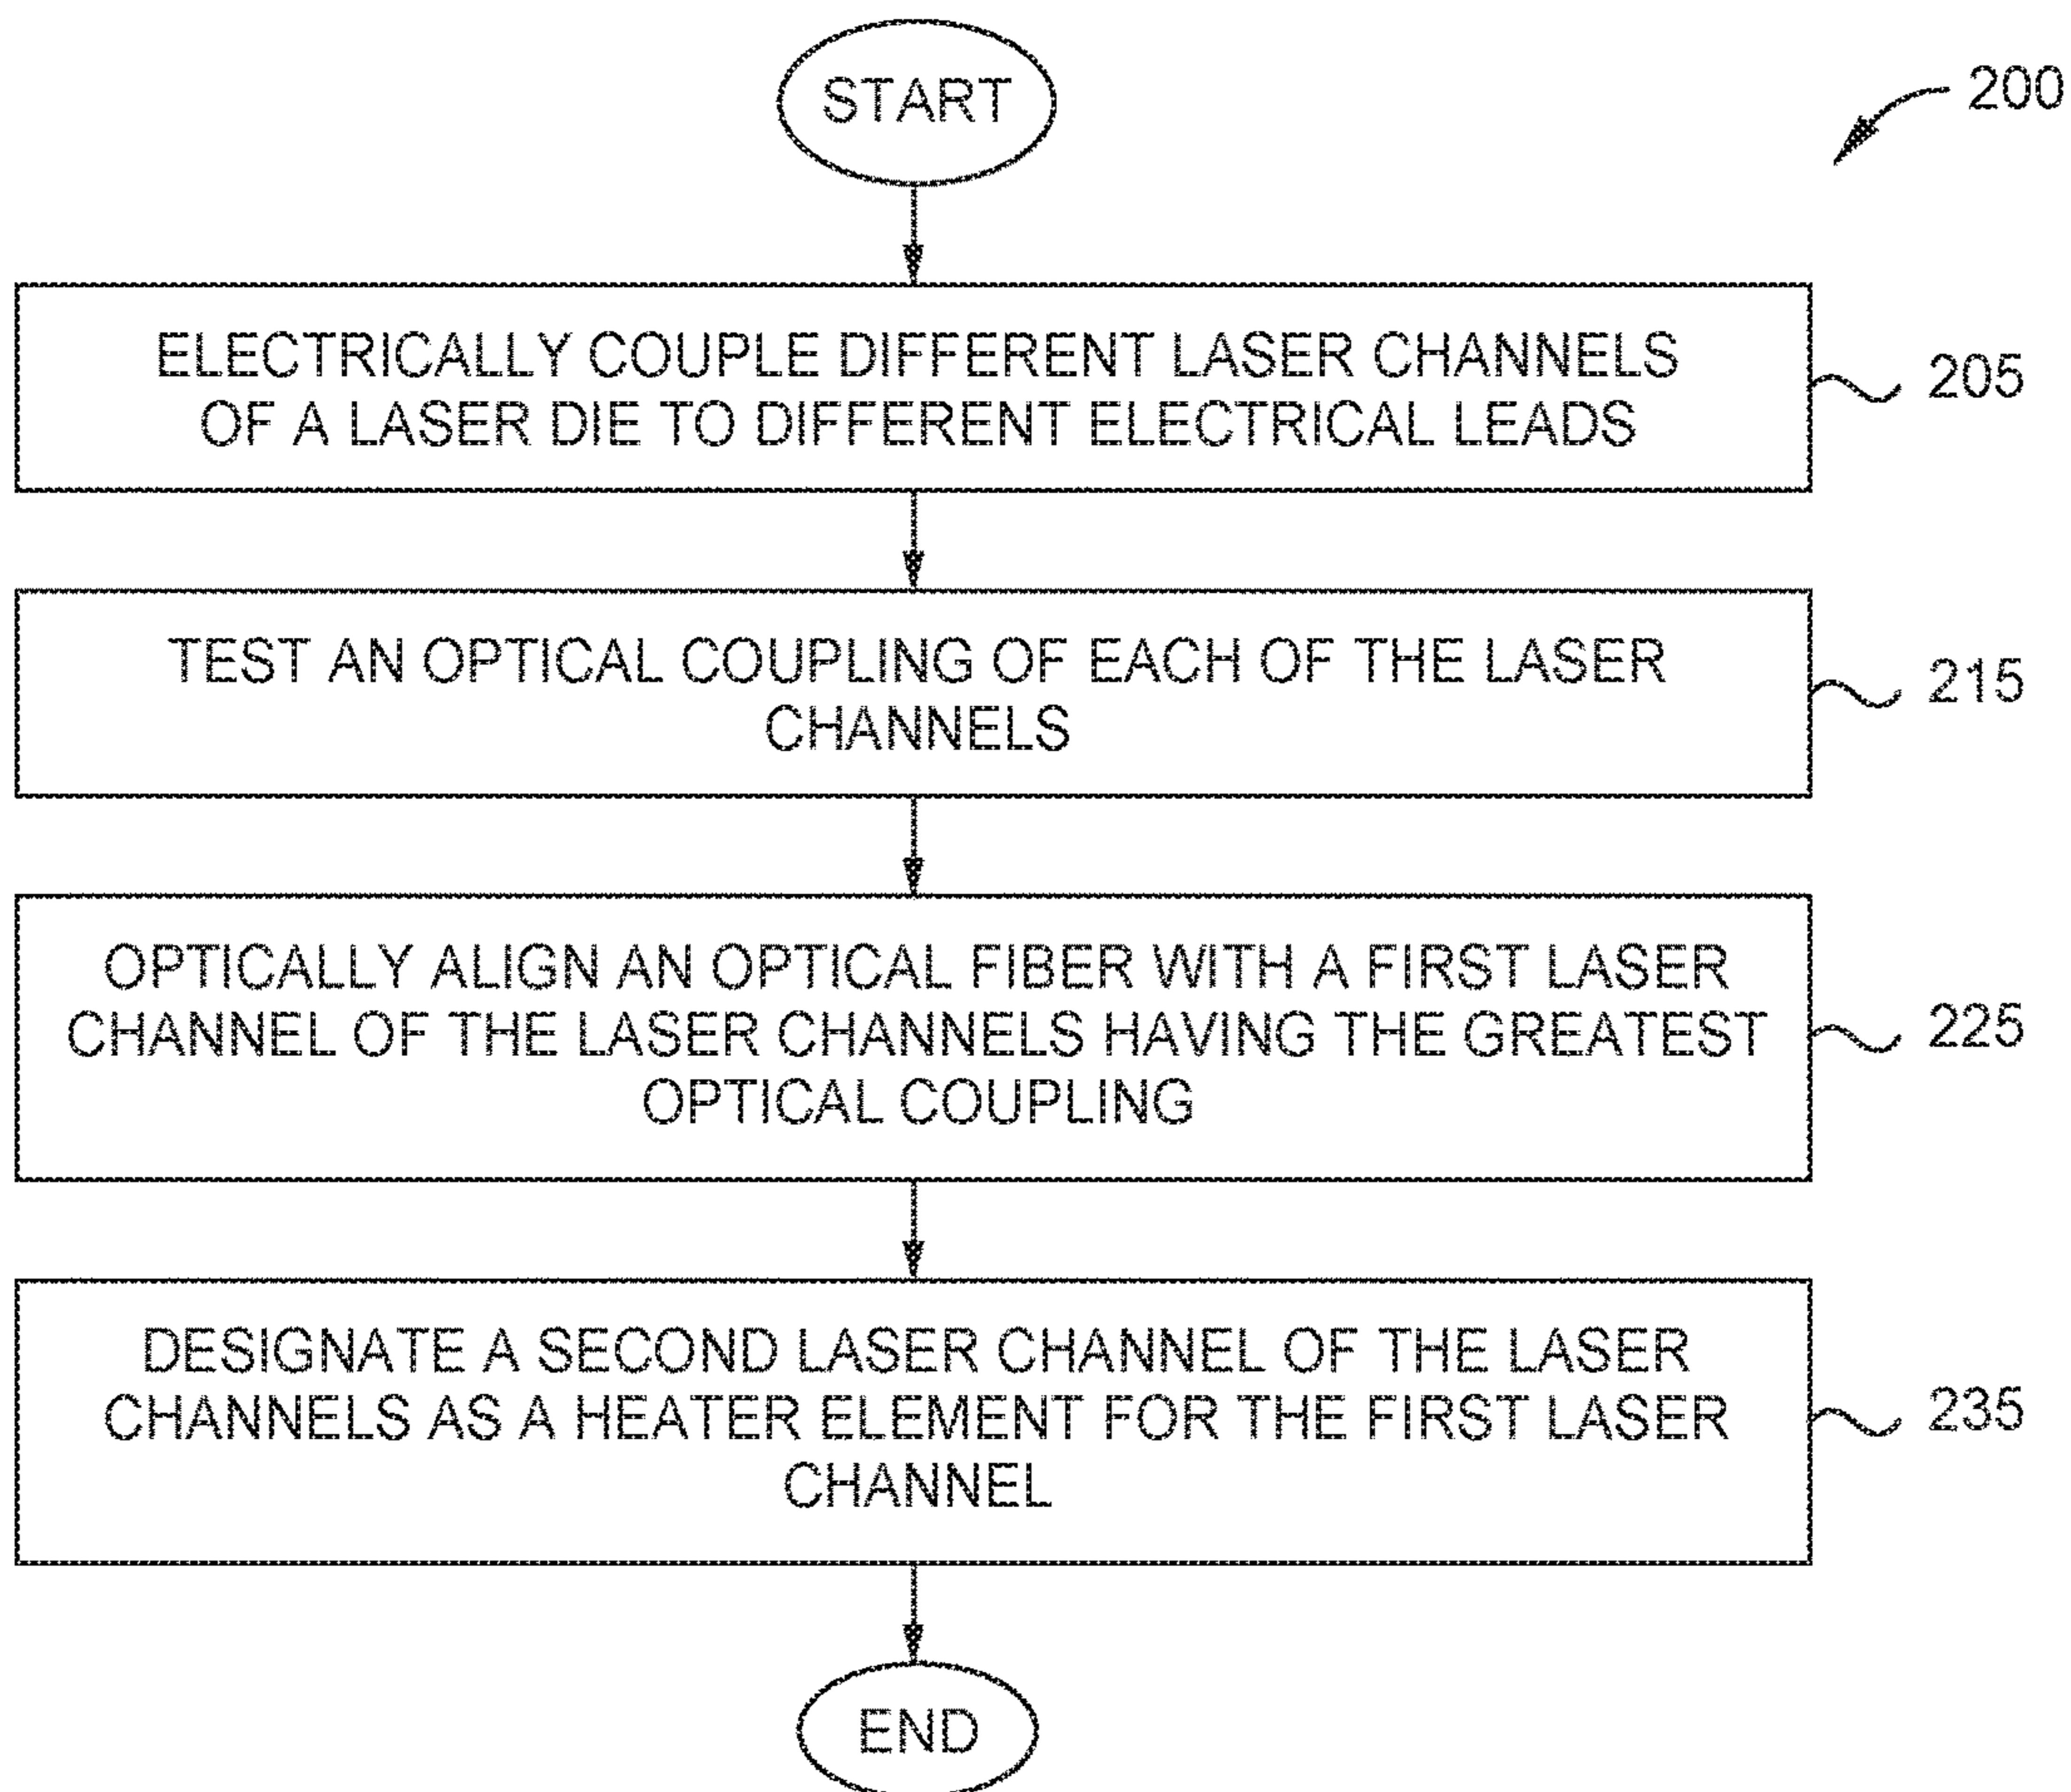 START
200
ELECTRICALLY COUPLE DIFFERENT LASER CHANNELS
OF A LASER DIE TO DIFFERENT ELECTRICAL LEADS
205
TEST AN OPTICAL COUPLING OF EACH OF THE LASER
CHANNELS
215
OPTICALLY ALIGN AN OPTICAL FIBER WITH A FIRST LASER
CHANNEL OF THE LASER CHANNELS HAVING THE GREATEST
OPTICAL COUPLING
225
DESIGNATE A SECOND LASER CHANNEL OF THE LASER
CHANNELS AS A HEATER ELEMENT FOR THE FIRST LASER
CHANNEL
235
END